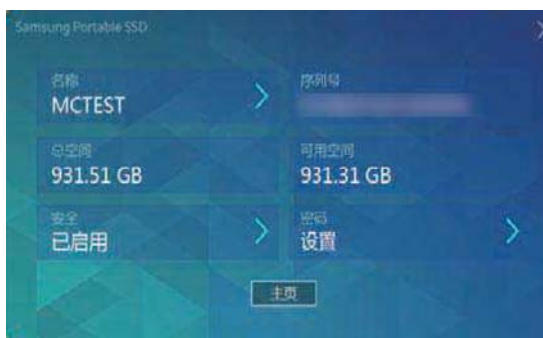 Samsung Portable SSD
名称
序列号
MCTEST
总空间
可用空间
931.51 GB
931.31 GB
安全
密码
已启用
设置
主页